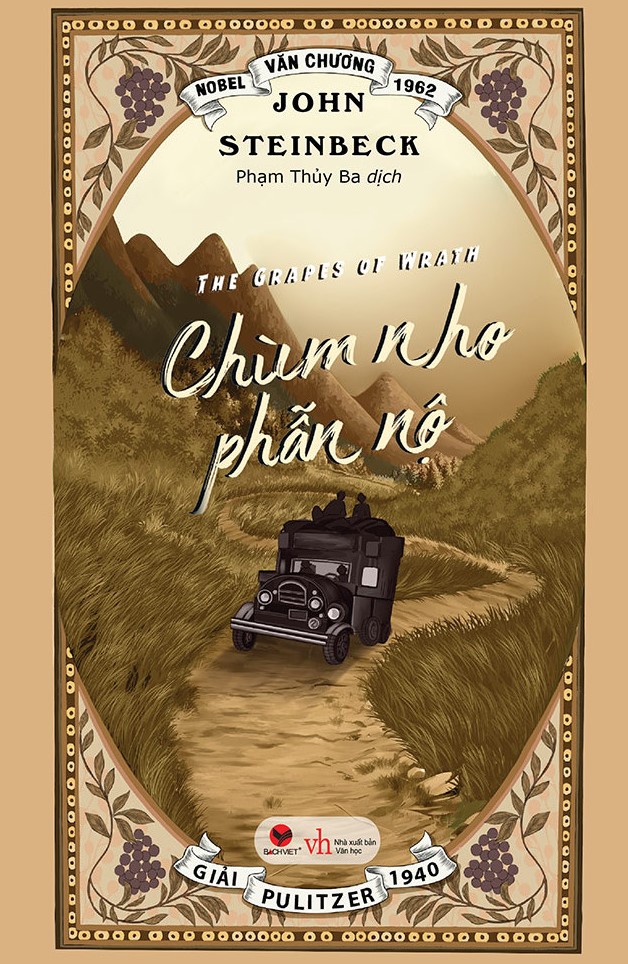 NOBEL VĂN CHƯƠNG 1962
JOHN
STEINBECK
Phạm Thủy Ba dịch
THE GRAPES OF WRATH
Chùm nho
phẫn nộ
BACHVIET
vh
Nhà xuất bản
Văn học
GIẢI PULITZER 1940